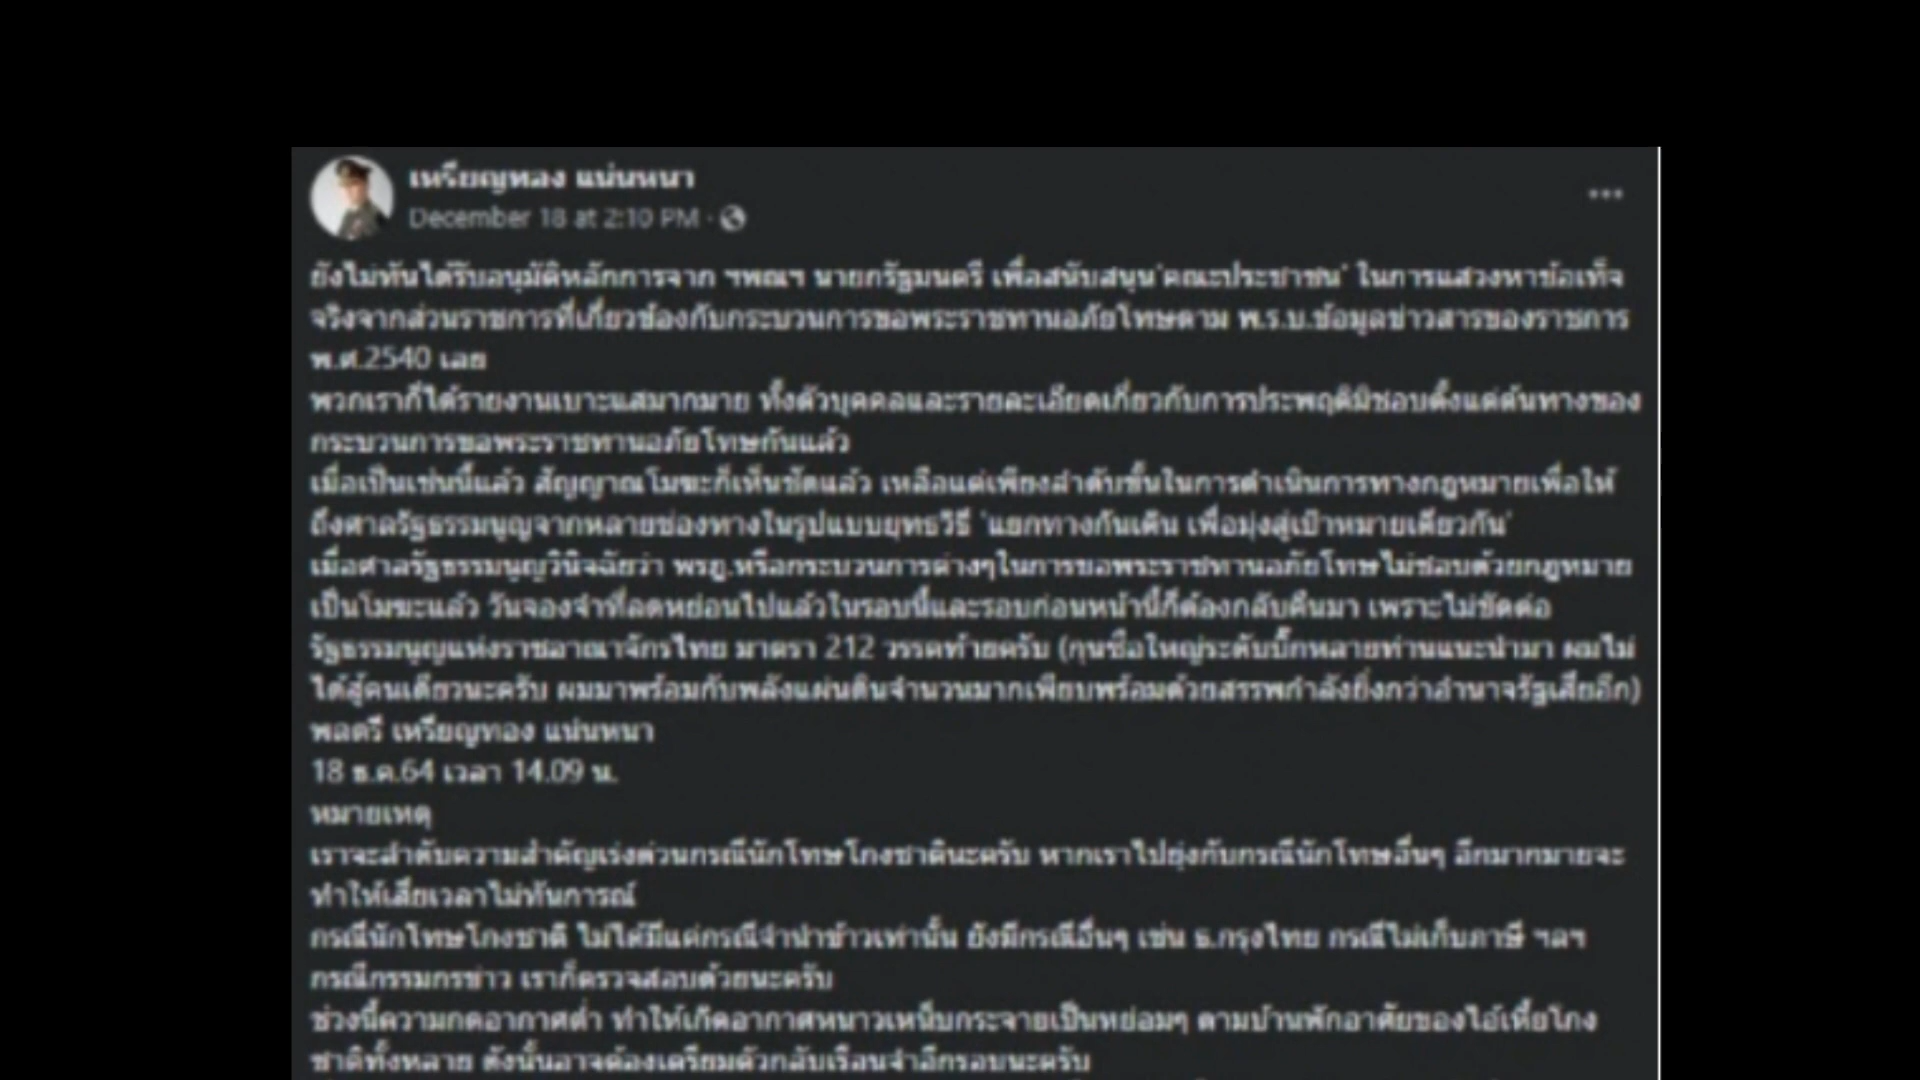 เหรียญทอง แน่นหนา
December 18 at 2:10 PM ·
ยังไม่ทันได้รับอนุมัติหลักการจาก ฯพณฯ นายกรัฐมนตรี เพื่อสนับสนุน'คณะประชาชน' ในการแสวงหาข้อเท็จ
จริงจากส่วนราชการที่เกี่ยวข้องกับกระบวนการขอพระราชทานอภัยโทษตาม พ.ร.บ.ข้อมูลข่าวสารของราชการ
พ.ศ.2540 เลย
พวกเราก็ได้รายงานเบาะแสมากมาย ทั้งตัวบุคคลและรายละเอียดเกี่ยวกับการประพฤติมิชอบตั้งแต่ต้นทางของ
กระบวนการขอพระราชทานอภัยโทษกันแล้ว
เมื่อเป็นเช่นนี้แล้ว สัญญาณโมฆะก็เห็นชัดแล้ว เหลือแต่เพียงลำดับขั้นในการดำเนินการทางกฎหมายเพื่อให้
ถึงศาลรัฐธรรมนูญจากหลายช่องทางในรูปแบบยุทธวิธี 'แยกทางกันเดิน เพื่อมุ่งสู่เป้าหมายเดียวกัน'
เมื่อศาลรัฐธรรมนูญวินิจฉัยว่า พรฎ.หรือกระบวนการต่างๆในการขอพระราชทานอภัยโทษไม่ชอบด้วยกฎหมาย
เป็นโมฆะแล้ว วันจองจำที่ลดหย่อนไปแล้วในรอบนี้และรอบก่อนหน้านี้ก็ต้องกลับคืนมา เพราะไม่ขัดต่อ
รัฐธรรมนูญแห่งราชอาณาจักรไทย มาตรา 212 วรรคท้ายครับ (กุนซือใหญ่ระดับบิ๊กหลายท่านแนะนำมา ผมไม่
ได้สู้คนเดียวนะครับ ผมมาพร้อมกับพลังแผ่นดินจำนวนมากเพียบพร้อมด้วยสรรพกำลังยิ่งกว่าอำนาจรัฐเสียอีก)
พลตรี เหรียญทอง แน่นหนา
18 ธ.ค.64 เวลา 14.09 น.
หมายเหตุ
เราจะลำดับความสำคัญเร่งด่วนกรณีนักโทษโกงชาตินะครับ หากเราไปยุ่งกับกรณีนักโทษอื่นๆ อีกมากมายจะ
ทำให้เสียเวลาไม่ทันการณ์
กรณีนักโทษโกงชาติ ไม่ได้มีแค่กรณีจำนำข้าวเท่านั้น ยังมีกรณีอื่นๆ เช่น ธ.กรุงไทย กรณีไม่เก็บภาษี ฯลฯ
กรณีกรรมกรข่าว เราก็ตรวจสอบด้วยนะครับ
ช่วงนี้ความกดอากาศต่ำ ทำให้เกิดอากาศหนาวเหน็บกระจายเป็นหย่อมๆ ตามบ้านพักอาศัยของไอ้เหี้ยโกง
ชาติทั้งหลาย ดังนั้นอาจต้องเตรียมตัวกลับเรือนจำอีกรอบนะครับ